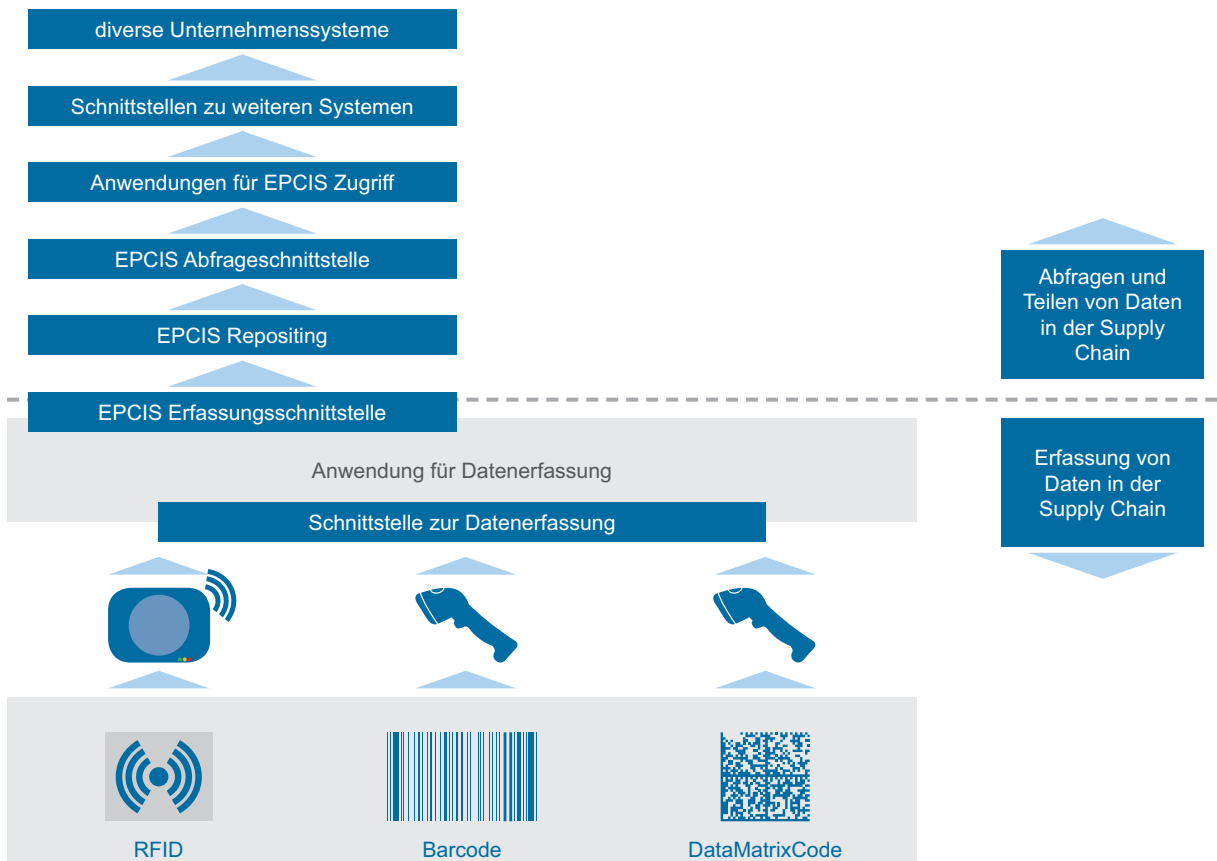 diverse Unternehmenssysteme
Schnittstellen zu weiteren Systemen
Anwendungen für EPCIS Zugriff
EPCIS Abfrageschnittstelle
EPCIS Repositing
EPCIS Erfassungsschnittstelle
Abfragen und
Teilen von Daten
in der Supply
Chain
Anwendung für Datenerfassung
Schnittstelle zur Datenerfassung
Erfassung von
Daten in der
Supply Chain
RFID
Barcode
DataMatrixCode